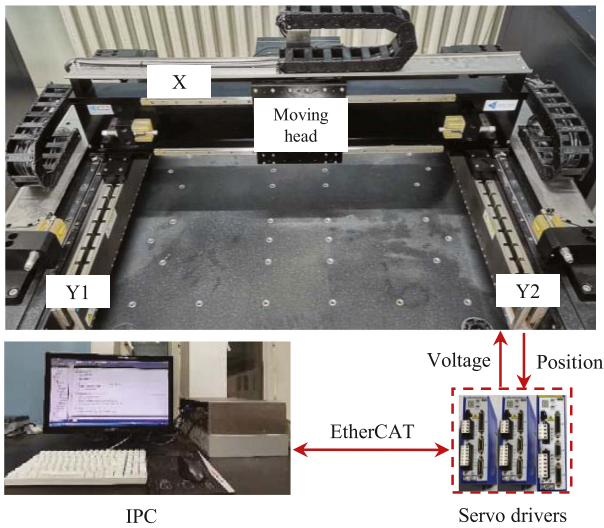 X
Moving
head
Y1
Y2
Voltage
Position
EtherCAT
IPC
Servo drivers